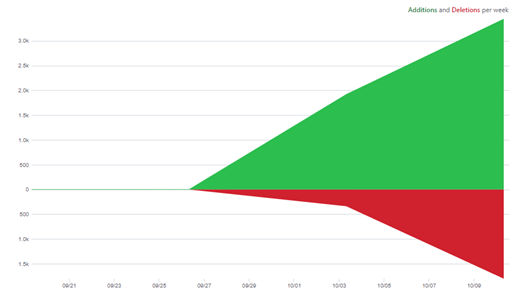 Additions and Deletions per week
3.0k
2.5k
2.0k
1.5k
1.0k
500
0
500
1.0k
1.5k
09/21 09/23 09/25 09/27 09/29 10/01 10/03 10/05 10/07 10/09